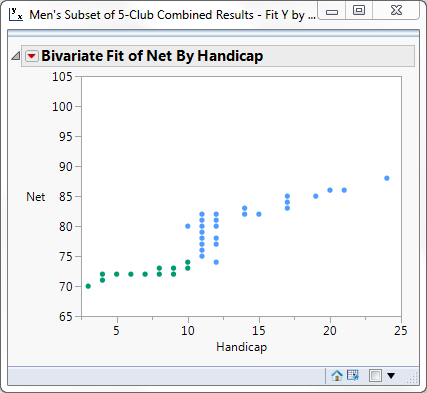 Men's Subset of 5-Club Combined Results - Fit Y by ...
Bivariate Fit of Net By Handicap
105
100
95
90
Net
85
80
75
70
65
5 10 15 20 25
Handicap